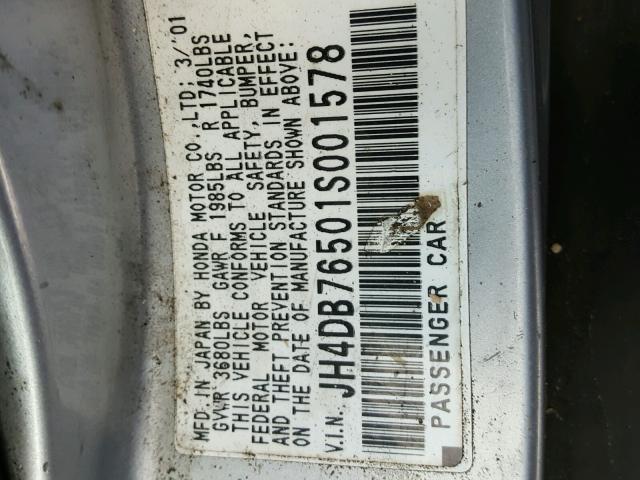 MFD. IN JAPAN BY HONDA MOTOR CO.,LTD; 3/'01
GVWR 3680LBS GAWR F 1985LBS R 1740LBS
THIS VEHICLE CONFORMS TO ALL APPLICABLE
FEDERAL MOTOR VEHICLE SAFETY, BUMPER,
AND THEFT PREVENTION STANDARDS IN EFFECT
ON THE DATE OF MANUFACTURE SHOWN ABOVE:
V.I.N. JH4DB76501S001578
PASSENGER CAR